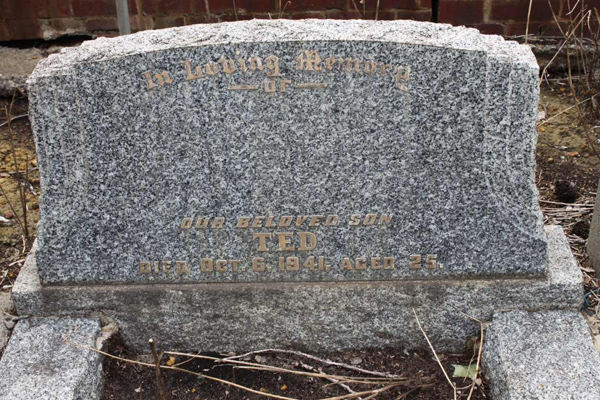 In Loving Memory
— OF —
OUR BELOVED SON
TED
DIED OCT. 6. 1941. AGED 25.